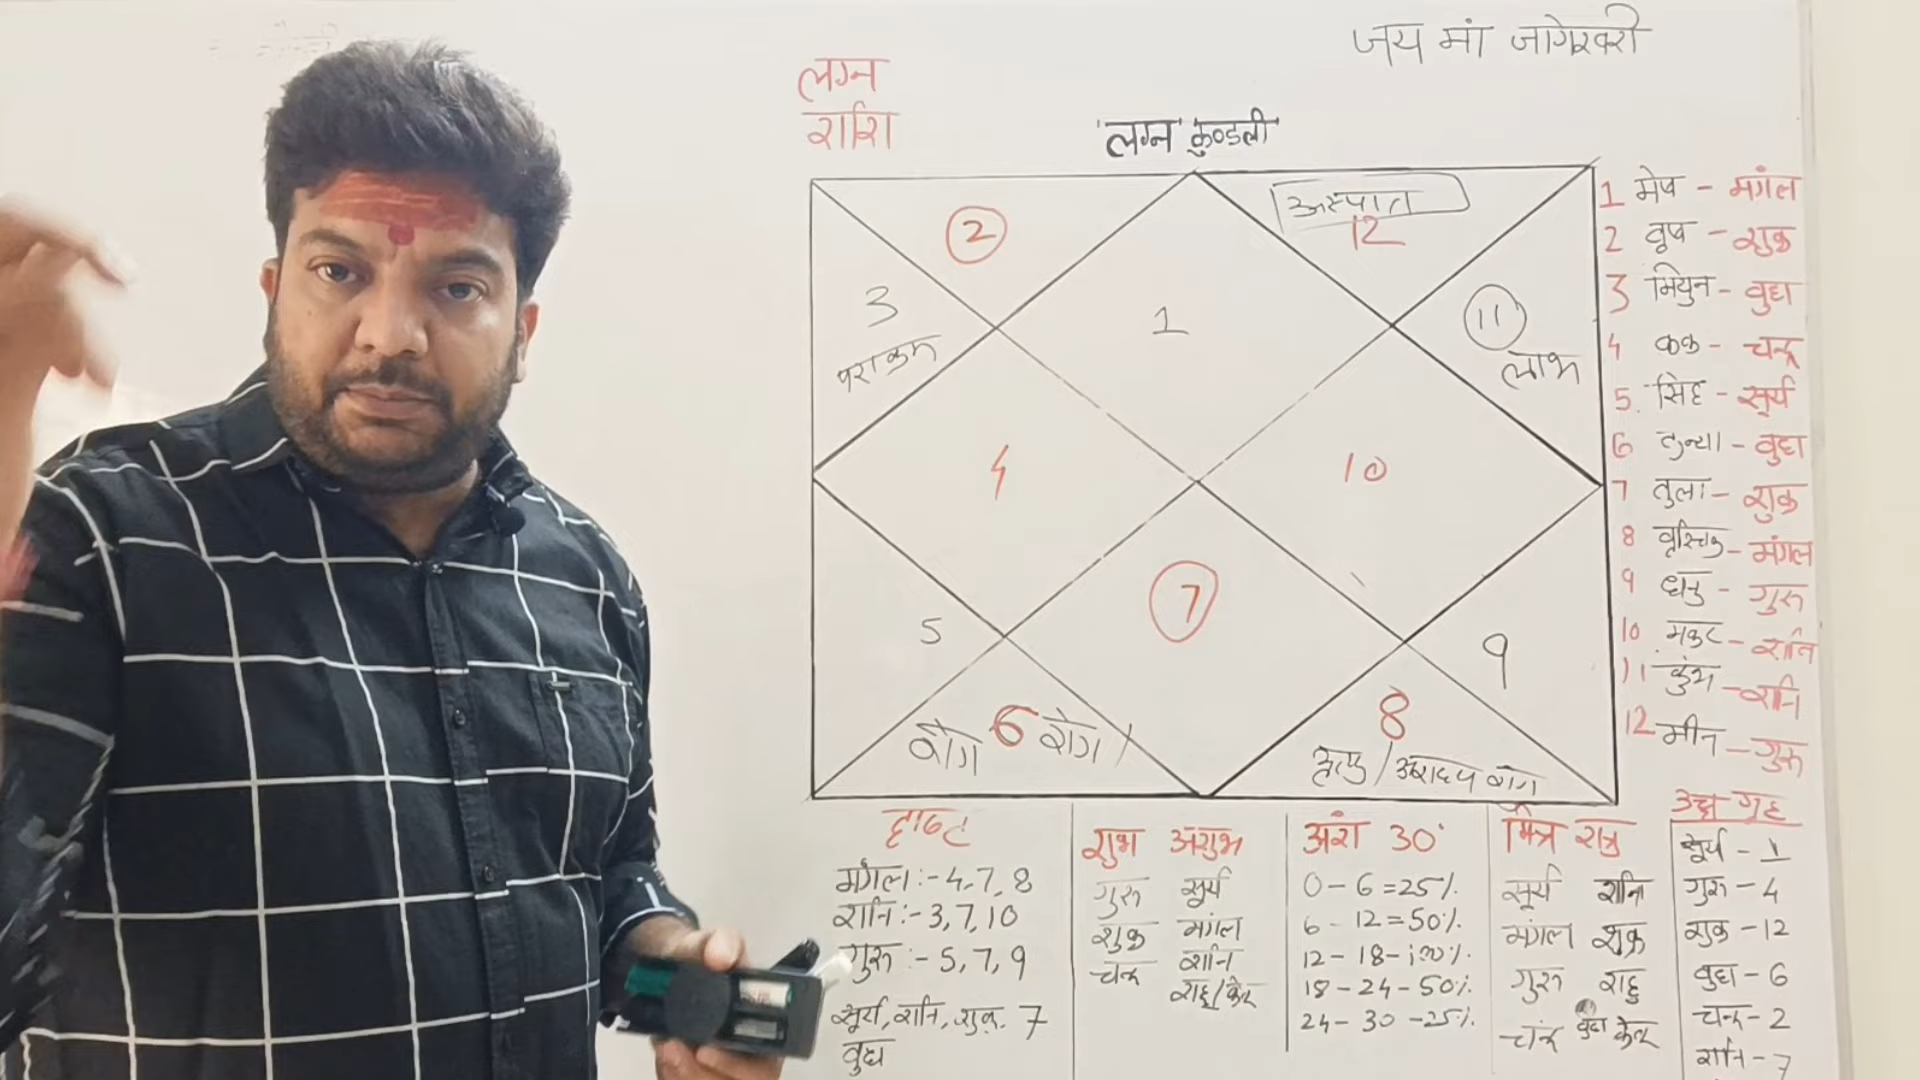 जय मां जागेश्वरी
लग्न
राशि
'लग्न' कुण्डली
अस्पताल
12
2
1
3
पराक्रम
11
लाभ
4
10
5
7
9
6
रोग
8
मृत्यु /
1 मेष - मगंल
2 वृष - शुक्र
3 मिथुन - वुध
4 कर्क - चन्द्र
5. सिंह - सूर्य
6 कन्या - वुध
7 तुला - शुक्र
8 वृश्चिक - मंगल
9 धनु - गुरु
10 मकर - शनि
11 कुंभ - शनि
12 मीन - गुरु
दृष्टि
मंगल :- 4,7,8
शनि :- 3,7,10
गुरु :- 5,7,9
सूर्य, शनि, शुक्र. 7
वुध
शुभ अशुभ
गुरु सूर्य
शुक्र मंगल
चन्द्र शनि
राहू/केतु
अंश 30°
0-6=25%
6-12=50%
12-18-100%
18-24-50%
24-30-25%
मित्र शत्रु
सूर्य शनि
मंगल शुक्र
गुरु राहु
चंन्द्र वुध केतु
उच्च गृह
सूर्य - 1
गुरु - 4
शुक्र - 12
वुध - 6
चन्द्र - 2
शनि - 7